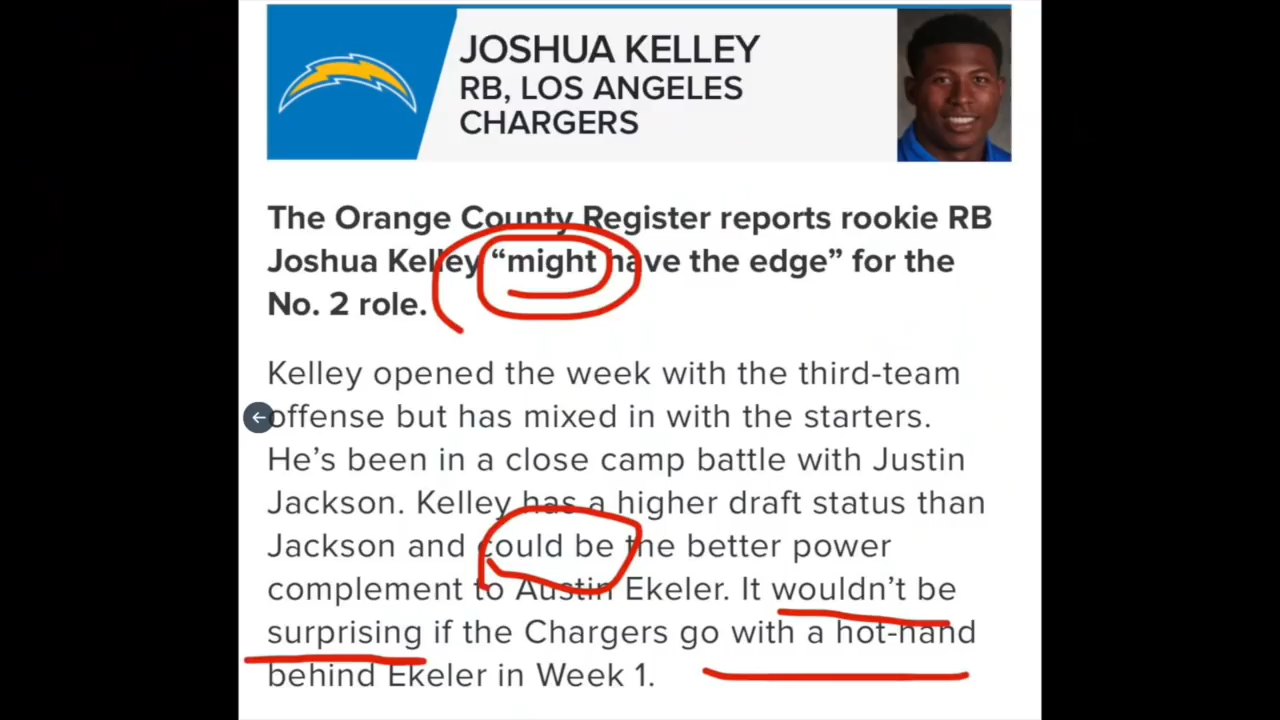 JOSHUA KELLEY
RB, LOS ANGELES
CHARGERS
The Orange County Register reports rookie RB
Joshua Kelley “might have the edge” for the
No. 2 role.
Kelley opened the week with the third-team
offense but has mixed in with the starters.
He’s been in a close camp battle with Justin
Jackson. Kelley has a higher draft status than
Jackson and could be the better power
complement to Austin Ekeler. It wouldn’t be
surprising if the Chargers go with a hot-hand
behind Ekeler in Week 1.